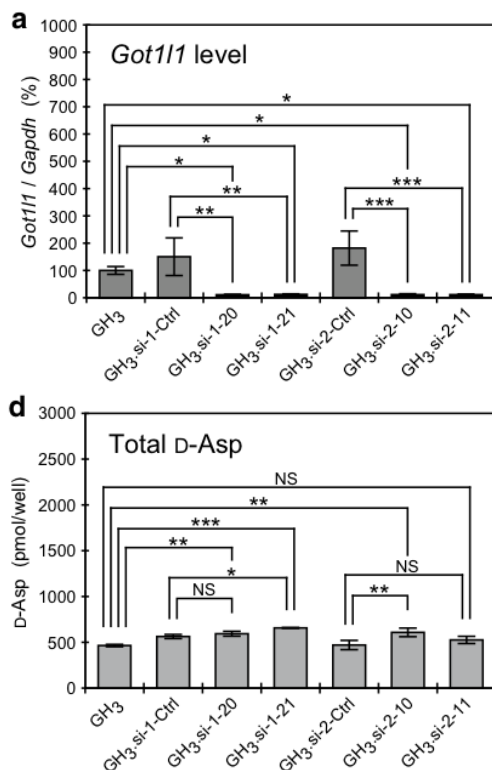 a
Got1l1 level
Got1l1 / Gapdh (%)
1000
900
800
700
600
500
400
300
200
100
0
*
*
*
*
**
**
***
***
GH3
GH3.si-1-Ctrl
GH3.si-1-20
GH3.si-1-21
GH3.si-2-Ctrl
GH3.si-2-10
GH3.si-2-11
d
Total D-Asp
D-Asp (pmol/well)
3000
2500
2000
1500
1000
500
0
NS
**
***
**
*
NS
NS
**
GH3
GH3.si-1-Ctrl
GH3.si-1-20
GH3.si-1-21
GH3.si-2-Ctrl
GH3.si-2-10
GH3.si-2-11